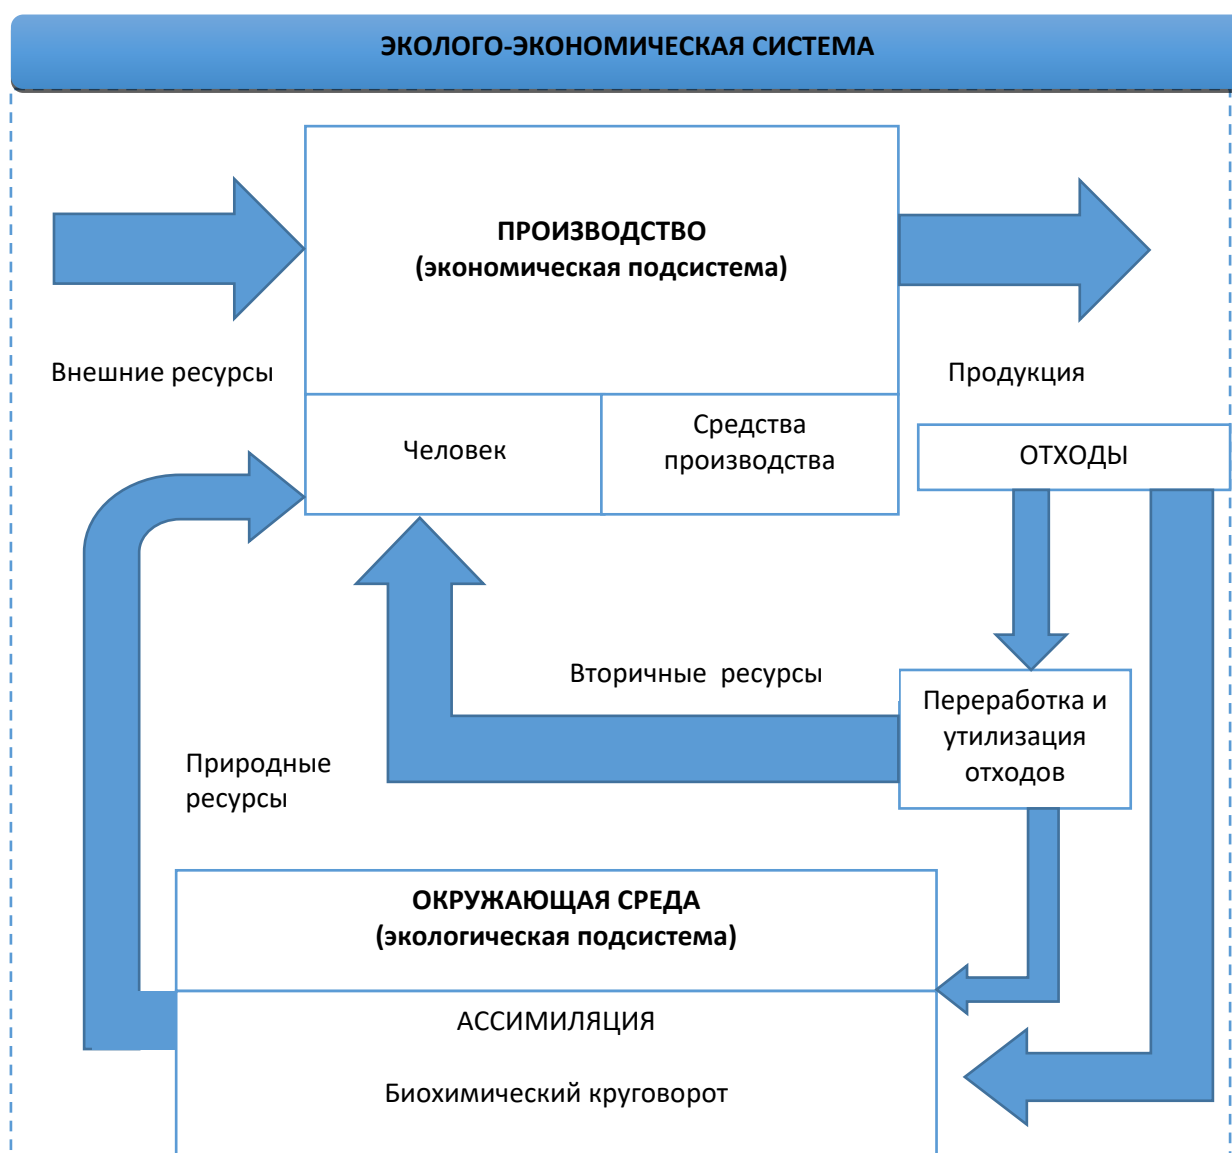 ЭКОЛОГО-ЭКОНОМИЧЕСКАЯ СИСТЕМА
ПРОИЗВОДСТВО
(экономическая подсистема)
Внешние ресурсы
Продукция
Человек
Средства
производства
ОТХОДЫ
Вторичные ресурсы
Переработка и
утилизация
отходов
Природные
ресурсы
ОКРУЖАЮЩАЯ СРЕДА
(экологическая подсистема)
АССИМИЛЯЦИЯ
Биохимический круговорот